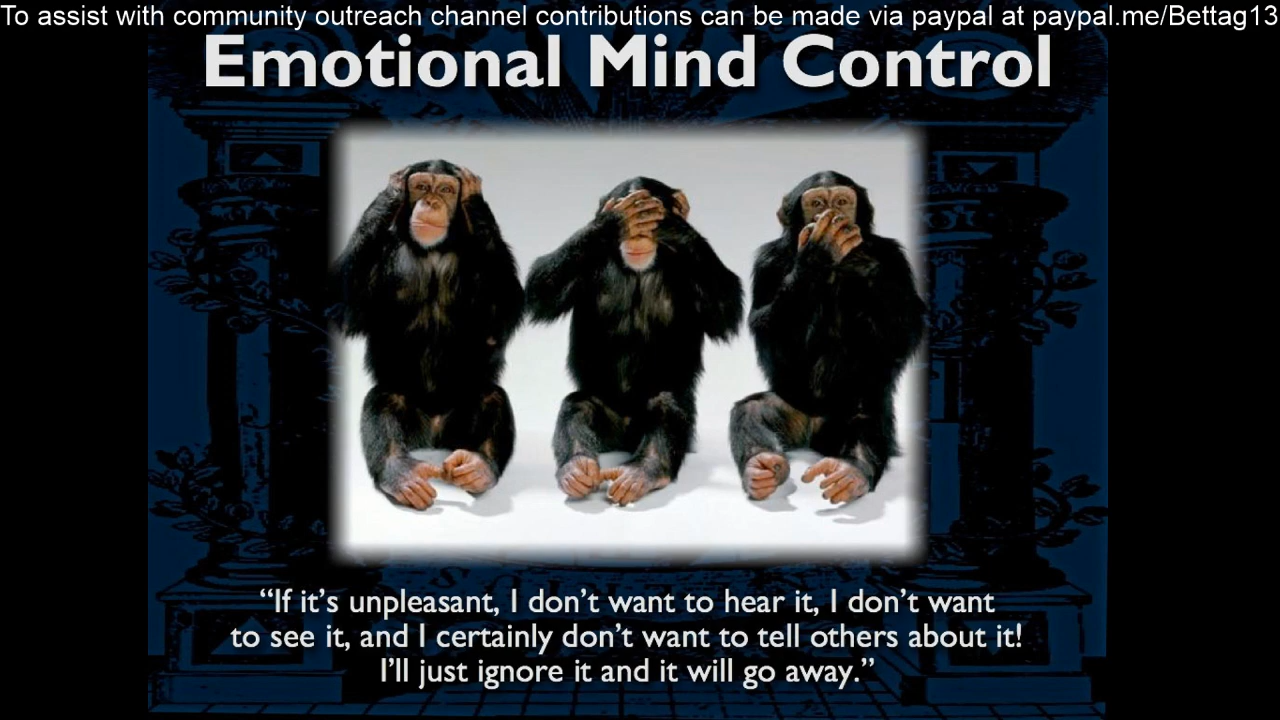 To assist with community outreach channel contributions can be made via paypal at paypal.me/Bettag13
Emotional Mind Control
“If it’s unpleasant, I don’t want to hear it, I don’t want
to see it, and I certainly don’t want to tell others about it!
I’ll just ignore it and it will go away.”